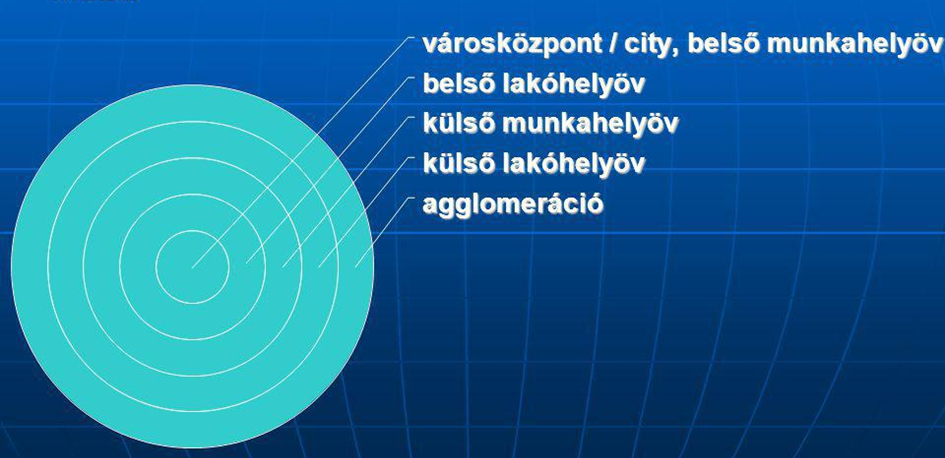 városközpont / city, belső munkahelyöv
belső lakóhelyöv
külső munkahelyöv
külső lakóhelyöv
agglomeráció